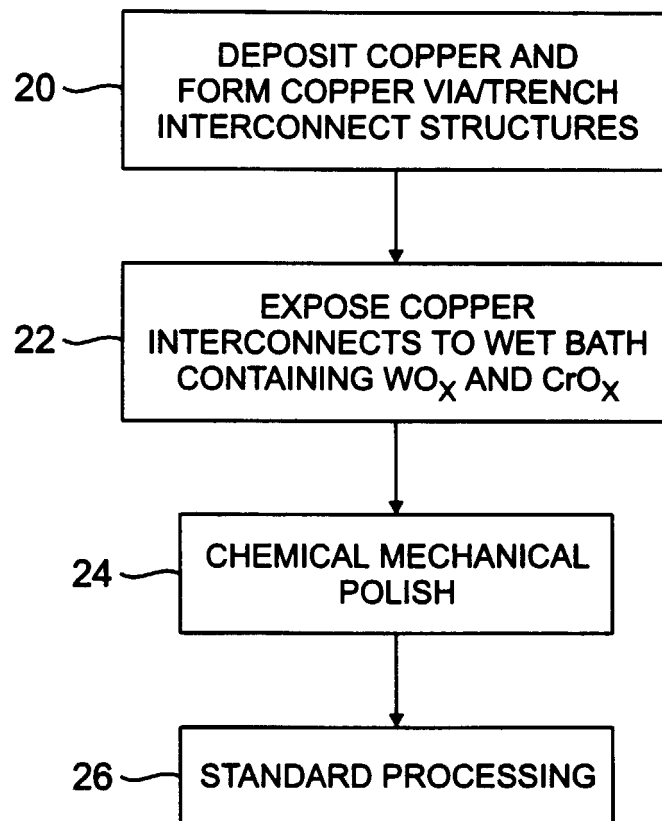 20
DEPOSIT COPPER AND
FORM COPPER VIA/TRENCH
INTERCONNECT STRUCTURES
22
EXPOSE COPPER
INTERCONNECTS TO WET BATH
CONTAINING WOX AND CrOX
24
CHEMICAL MECHANICAL
POLISH
26
STANDARD PROCESSING